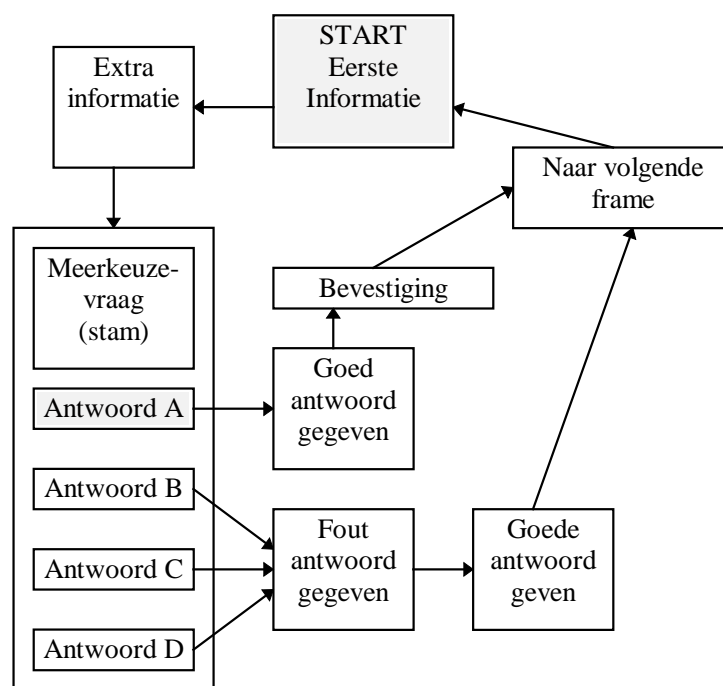 START
Eerste
Informatie
Extra
informatie
Naar volgende
frame
Meerkeuze-
vraag
(stam)
Bevestiging
Goed
antwoord
gegeven
Antwoord A
Antwoord B
Antwoord C
Antwoord D
Fout
antwoord
gegeven
Goede
antwoord
geven